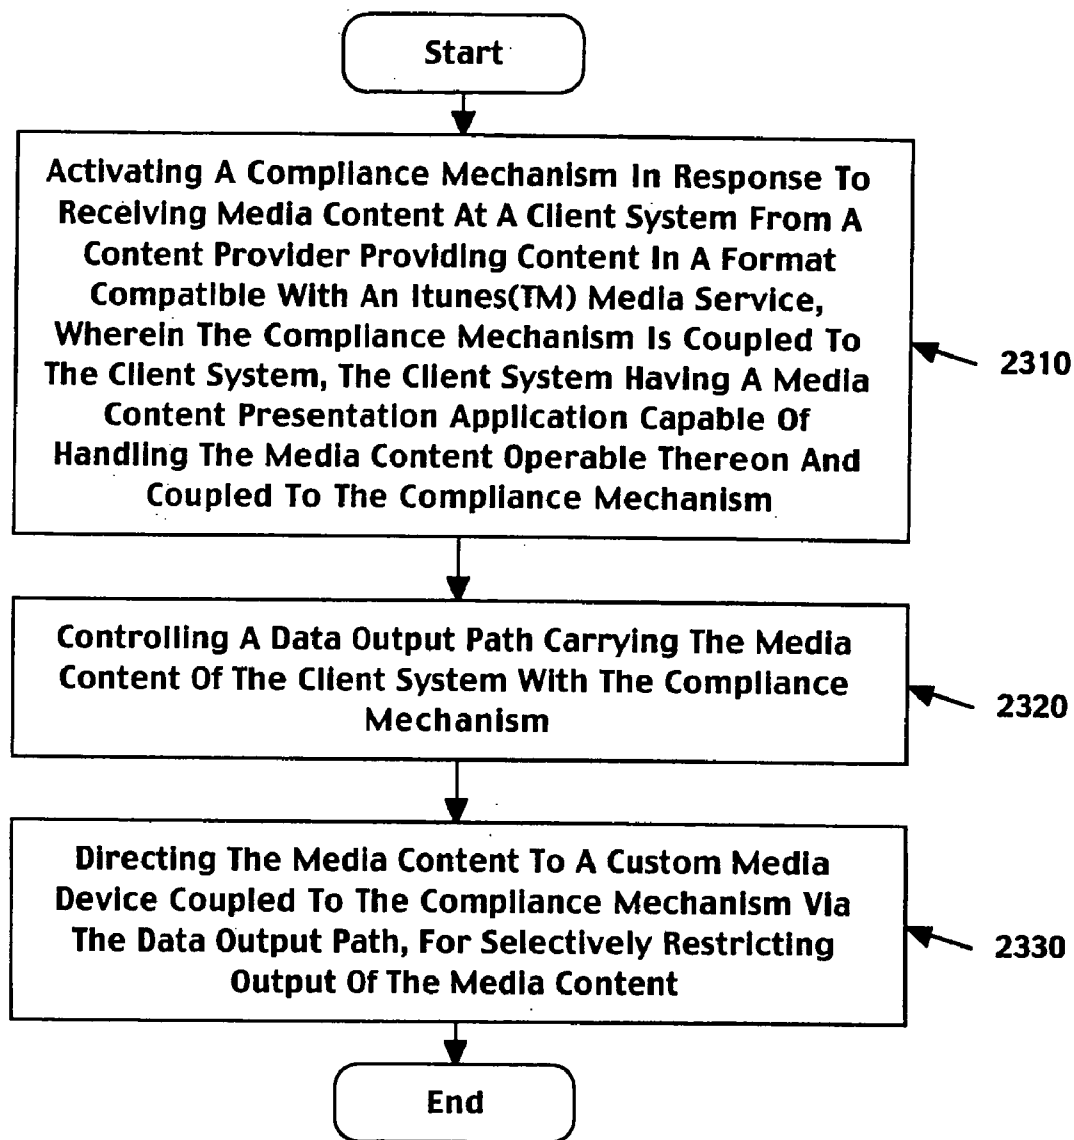 Start
Activating A Compliance Mechanism In Response To
Receiving Media Content At A Client System From A
Content Provider Providing Content In A Format
Compatible With An Itunes(TM) Media Service,
Wherein The Compliance Mechanism Is Coupled To
The Client System, The Client System Having A Media
Content Presentation Application Capable Of
Handling The Media Content Operable Thereon And
Coupled To The Compliance Mechanism
2310
Controlling A Data Output Path Carrying The Media
Content Of The Client System With The Compliance
Mechanism
2320
Directing The Media Content To A Custom Media
Device Coupled To The Compliance Mechanism Via
The Data Output Path, For Selectively Restricting
Output Of The Media Content
2330
End